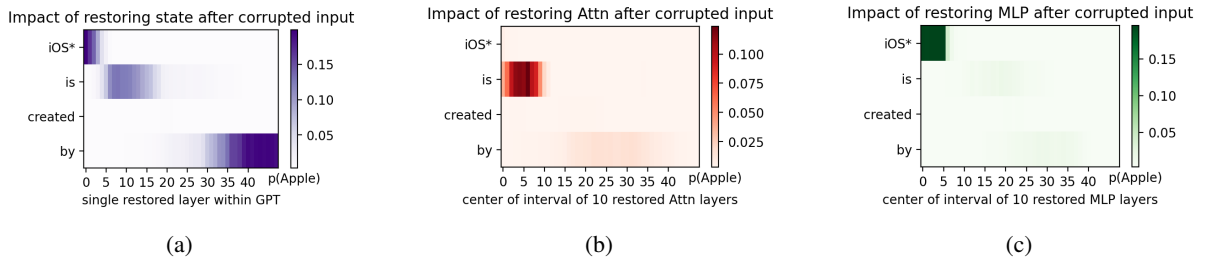 Impact of restoring state after corrupted input
iOS*
is
created
by
0 5 10 15 20 25 30 35 40
single restored layer within GPT
0.15
0.10
0.05
p(Apple)
(a)
Impact of restoring Attn after corrupted input
iOS*
is
created
by
0 5 10 15 20 25 30 35 40
center of interval of 10 restored Attn layers
0.100
0.075
0.050
0.025
p(Apple)
(b)
Impact of restoring MLP after corrupted input
iOS*
is
created
by
0 5 10 15 20 25 30 35 40
center of interval of 10 restored MLP layers
0.15
0.10
0.05
p(Apple)
(c)